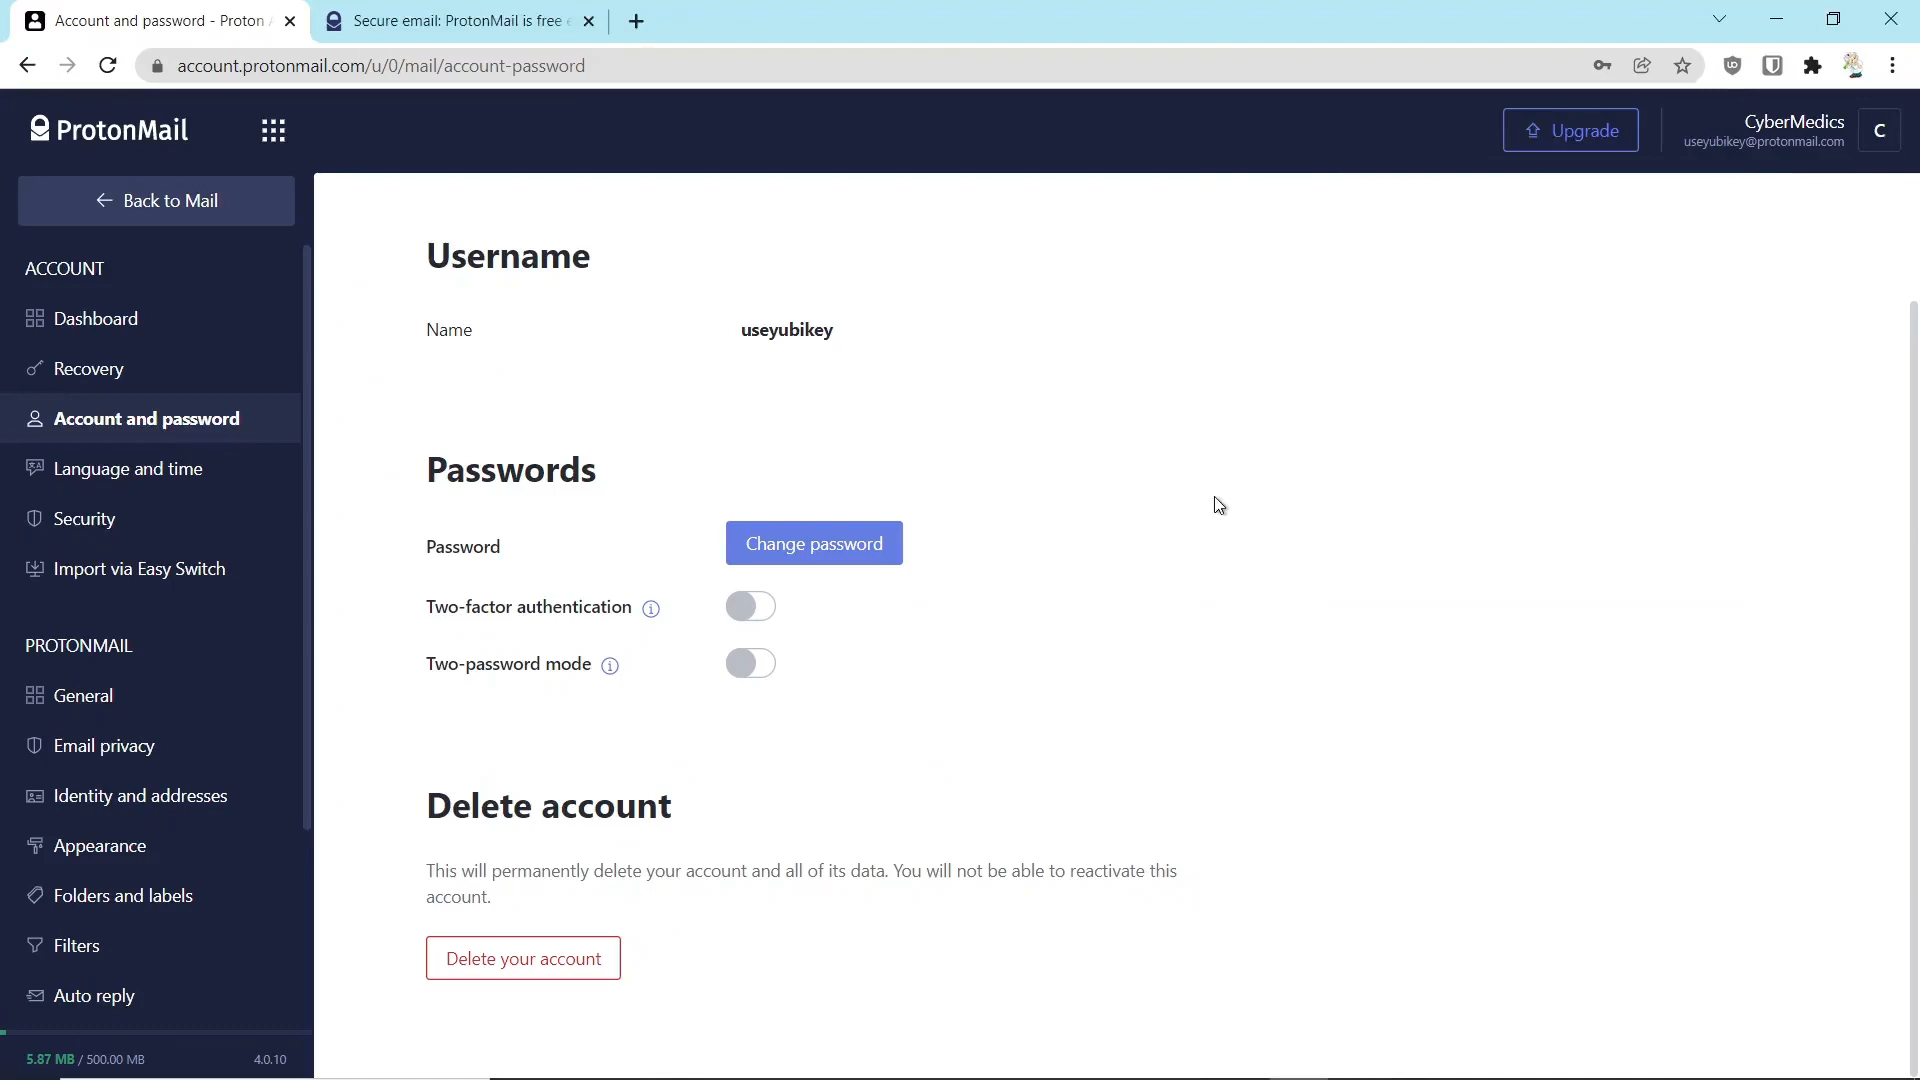 Account and password - Proton
Secure email: ProtonMail is free
account.protonmail.com/u/0/mail/account-password
ProtonMail
Upgrade
CyberMedics
useyubikey@protonmail.com
C
Back to Mail
ACCOUNT
Dashboard
Recovery
Account and password
Language and time
Security
Import via Easy Switch
PROTONMAIL
General
Email privacy
Identity and addresses
Appearance
Folders and labels
Filters
Auto reply
5.87 MB / 500.00 MB
4.0.10
Username
Name
useyubikey
Passwords
Password
Change password
Two-factor authentication
Two-password mode
Delete account
This will permanently delete your account and all of its data. You will not be able to reactivate this
account.
Delete your account